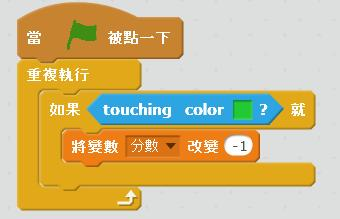 當 被點一下
重複執行
如果 touching color ? 就
將變數 分數 改變 -1